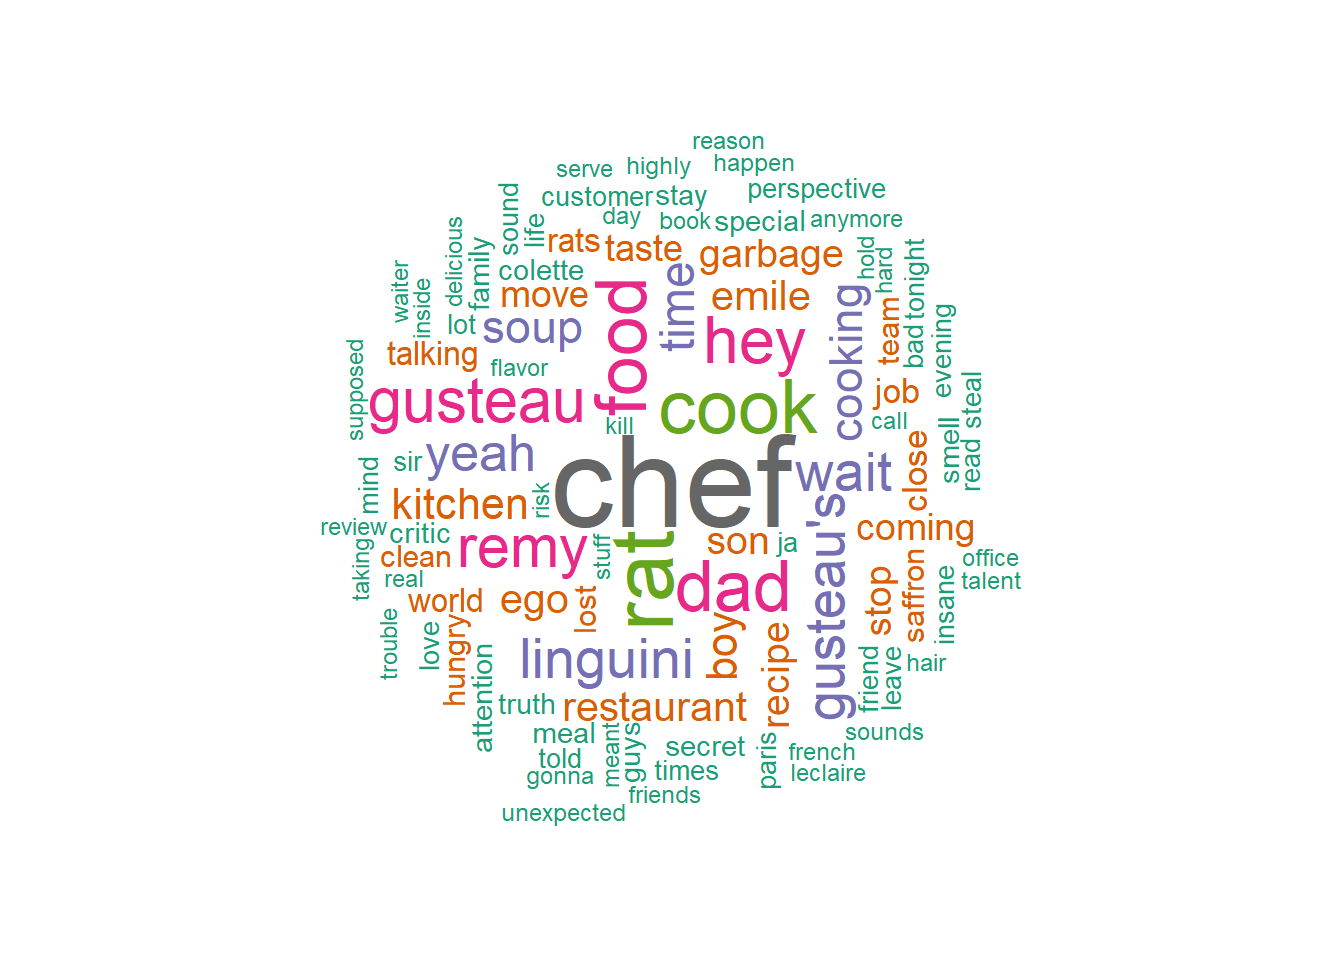 reason
serve
highly
happen
customer
stay
perspective
sound
life
day
book
special
anymore
delicious
family
rats
taste
garbage
hold
hard
tonight
waiter
inside
colette
move
food
time
emile
cooking
team
bad
evening
lot
soup
hey
talking
flavor
supposed
gusteau
cook
job
call
steal
kill
smell
read
sir
yeah
chef
wait
close
mind
kitchen
risk
gusteau's
coming
review
critic
taking
clean
remy
stuff
rat
son
ja
dad
office
talent
real
world
ego
lost
stop
saffron
insane
trouble
love
hungry
linguini
boy
recipe
friend
leave
hair
attention
truth
restaurant
meal
told
gonna
meant
guys
secret
times
paris
sounds
french
leclaire
friends
unexpected